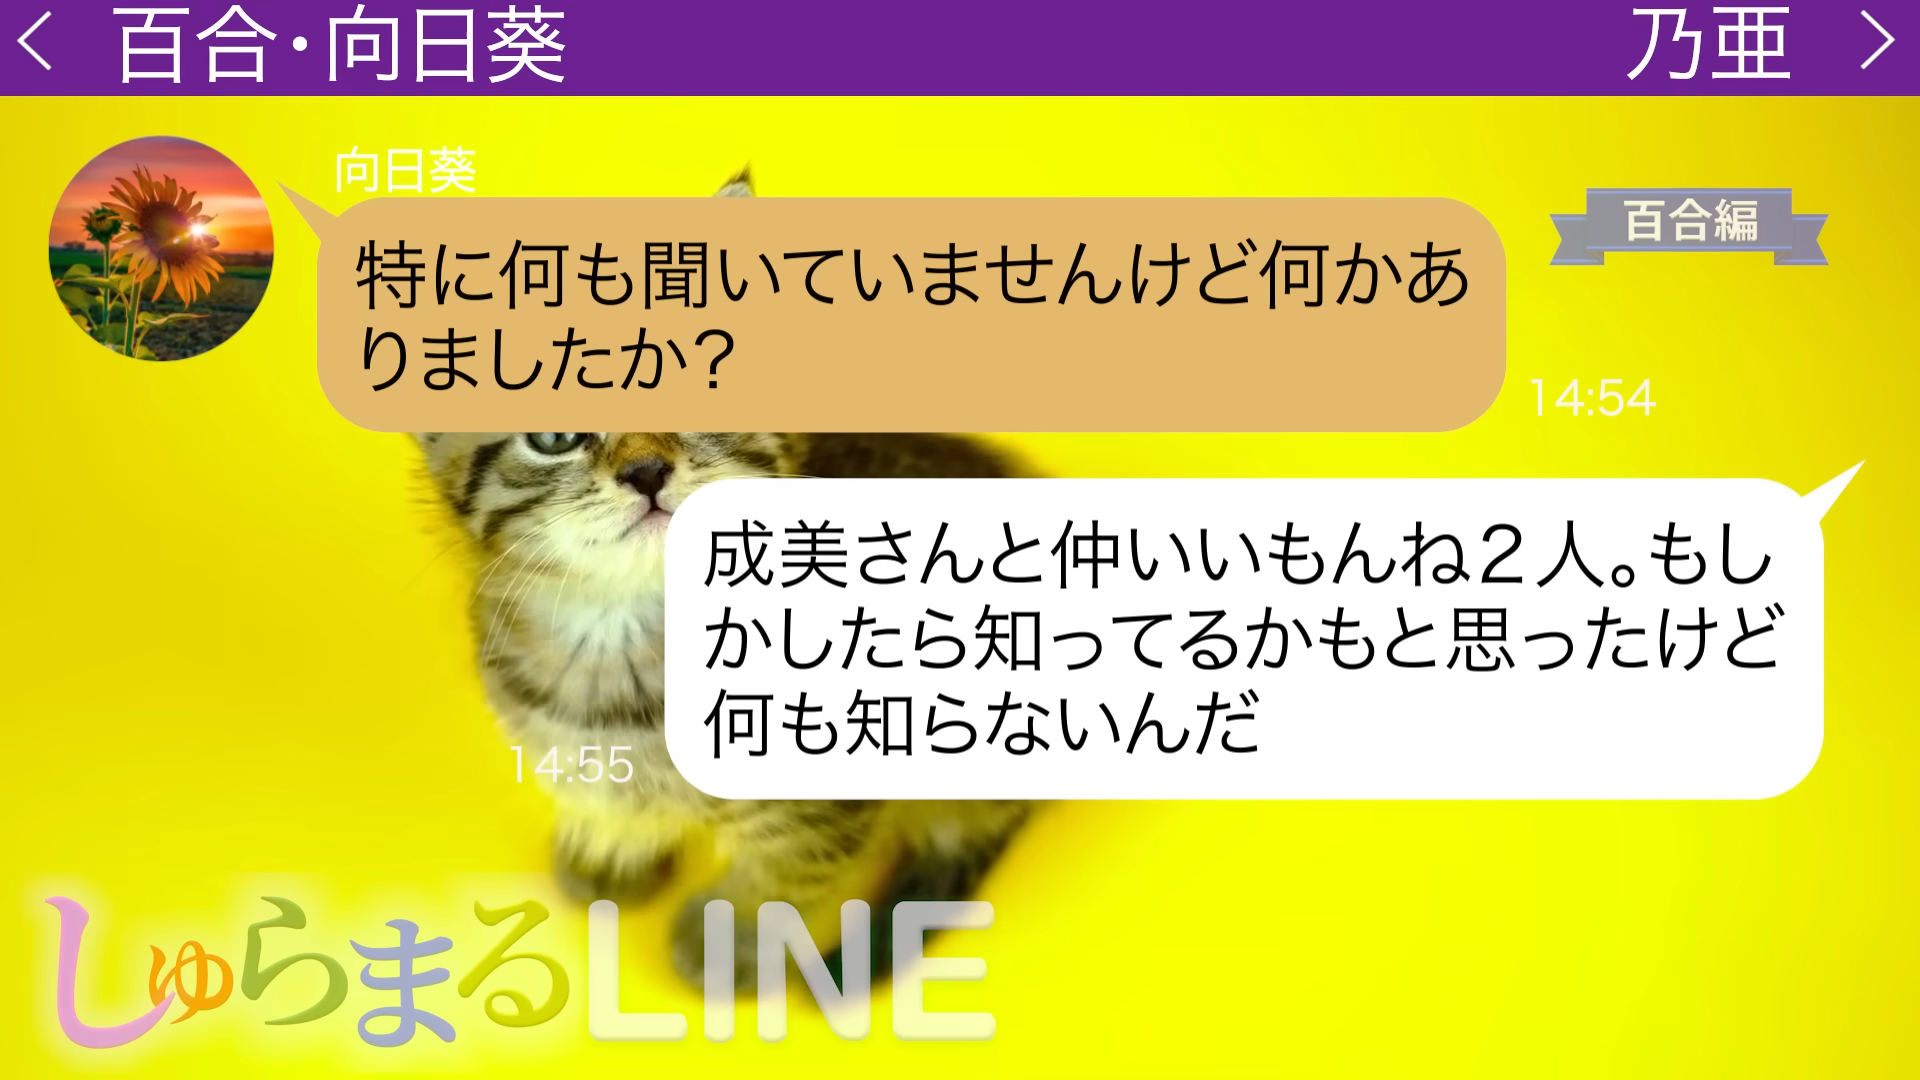 百合・向日葵
乃亜
向日葵
百合編
特に何も聞いていませんけど何かあ
りましたか？
14:54
成美さんと仲いいもんね２人。もし
かしたら知ってるかもと思ったけど
何も知らないんだ
14:55
しゅらまるLINE